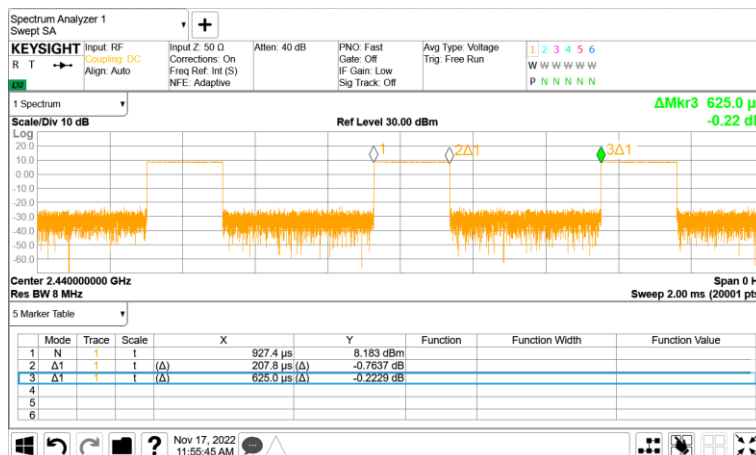 Spectrum Analyzer 1
Swept SA
KEYSIGHT Input: RF Input Z: 50 Ω Atten: 40 dB PNO: Fast Avg Type: Voltage 1 2 3 4 5 6
R T Coupling: DC Corrections: On Gate: Off Trig: Free Run W W W W W W
Align: Auto Freq Ref: Int (S) IF Gain: Low P N N N N N
LXI NFE: Adaptive Sig Track: Off
1 Spectrum ΔMkr3 625.0 µ
Scale/Div 10 dB Ref Level 30.00 dBm -0.22 d
Log
20.0
10.0
0.00
-10.0
-20.0
-30.0
-40.0
-50.0
-60.0
1 2Δ1 3Δ1
Center 2.440000000 GHz Span 0 H
Res BW 8 MHz Sweep 2.00 ms (20001 pts
5 Marker Table
Mode Trace Scale X Y Function Function Width Function Value
1 N 1 t 927.4 µs 8.183 dBm
2 Δ1 1 t (Δ) 207.8 µs (Δ) -0.7637 dB
3 Δ1 1 t (Δ) 625.0 µs (Δ) -0.2229 dB
4
5
6
? Nov 17, 2022
11:55:45 AM